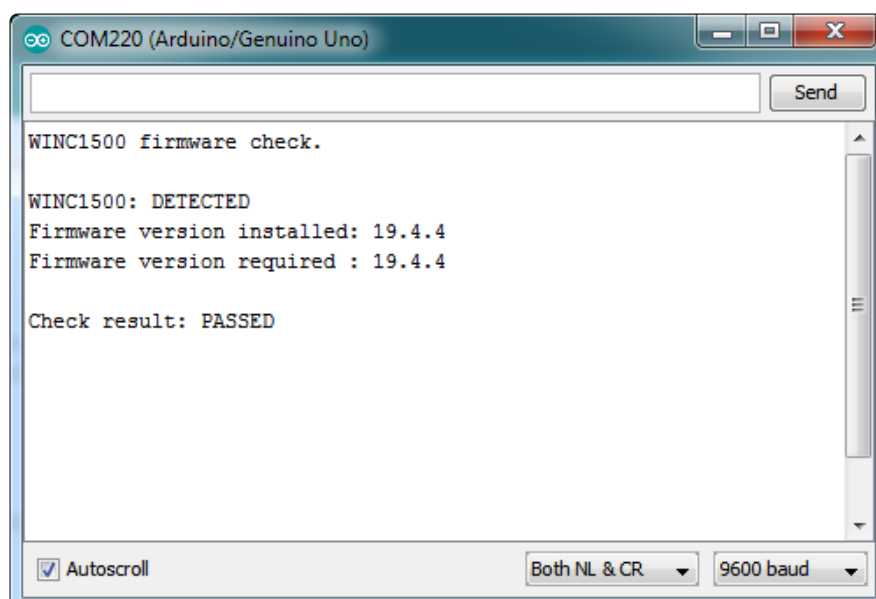 COM220 (Arduino/Genuino Uno)
Send
WINC1500 firmware check.
WINC1500: DETECTED
Firmware version installed: 19.4.4
Firmware version required : 19.4.4
Check result: PASSED
Autoscroll
Both NL & CR
9600 baud